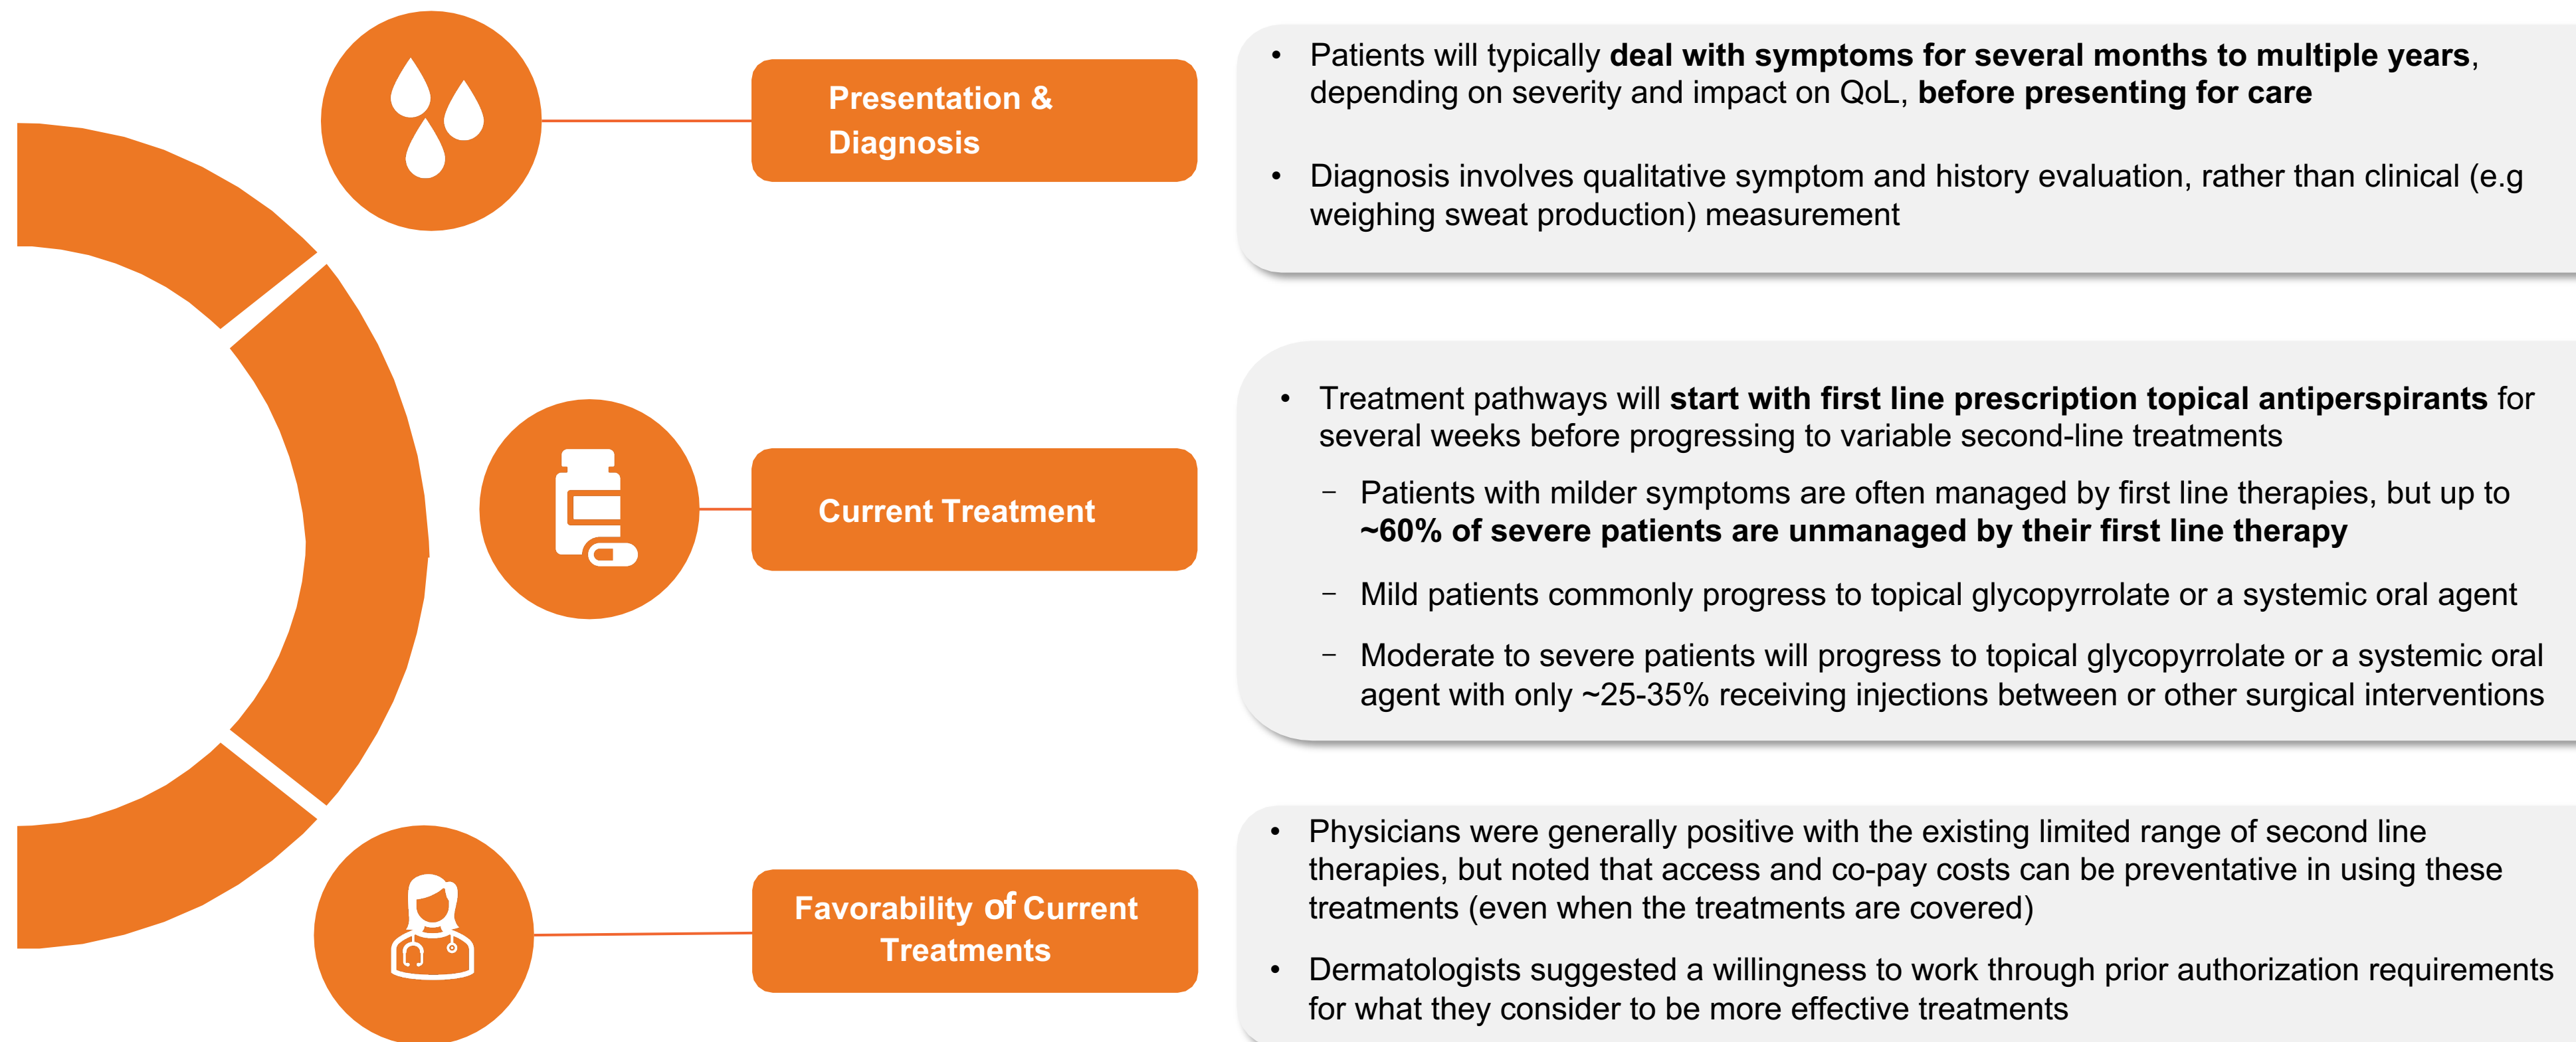 Presentation &
Diagnosis
• Patients will typically deal with symptoms for several months to multiple years,
depending on severity and impact on QoL, before presenting for care
• Diagnosis involves qualitative symptom and history evaluation, rather than clinical (e.g
weighing sweat production) measurement
Current Treatment
• Treatment pathways will start with first line prescription topical antiperspirants for
several weeks before progressing to variable second-line treatments
− Patients with milder symptoms are often managed by first line therapies, but up to
~60% of severe patients are unmanaged by their first line therapy
− Mild patients commonly progress to topical glycopyrrolate or a systemic oral agent
− Moderate to severe patients will progress to topical glycopyrrolate or a systemic oral
agent with only ~25-35% receiving injections between or other surgical interventions
Favorability of Current
Treatments
• Physicians were generally positive with the existing limited range of second line
therapies, but noted that access and co-pay costs can be preventative in using these
treatments (even when the treatments are covered)
• Dermatologists suggested a willingness to work through prior authorization requirements
for what they consider to be more effective treatments